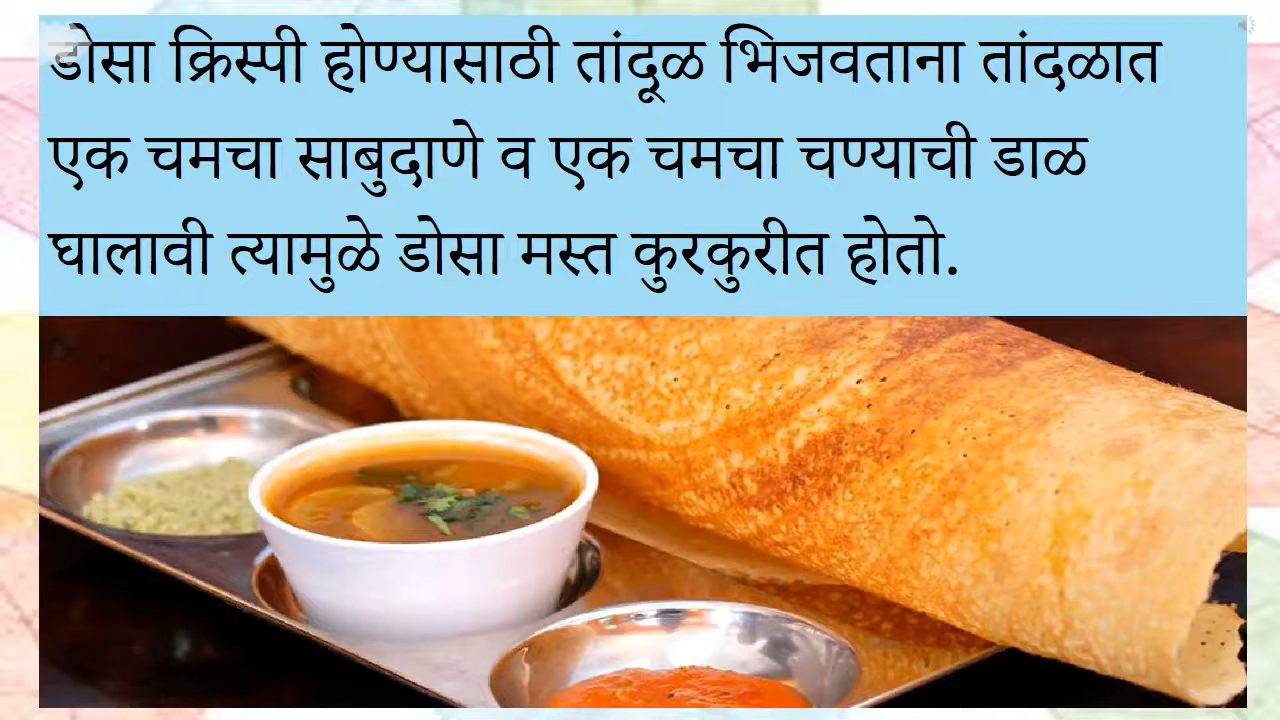 डोसा क्रिस्पी होण्यासाठी तांदूळ भिजवताना तांदळात
एक चमचा साबुदाणे व एक चमचा चण्याची डाळ
घालावी त्यामुळे डोसा मस्त कुरकुरीत होतो.